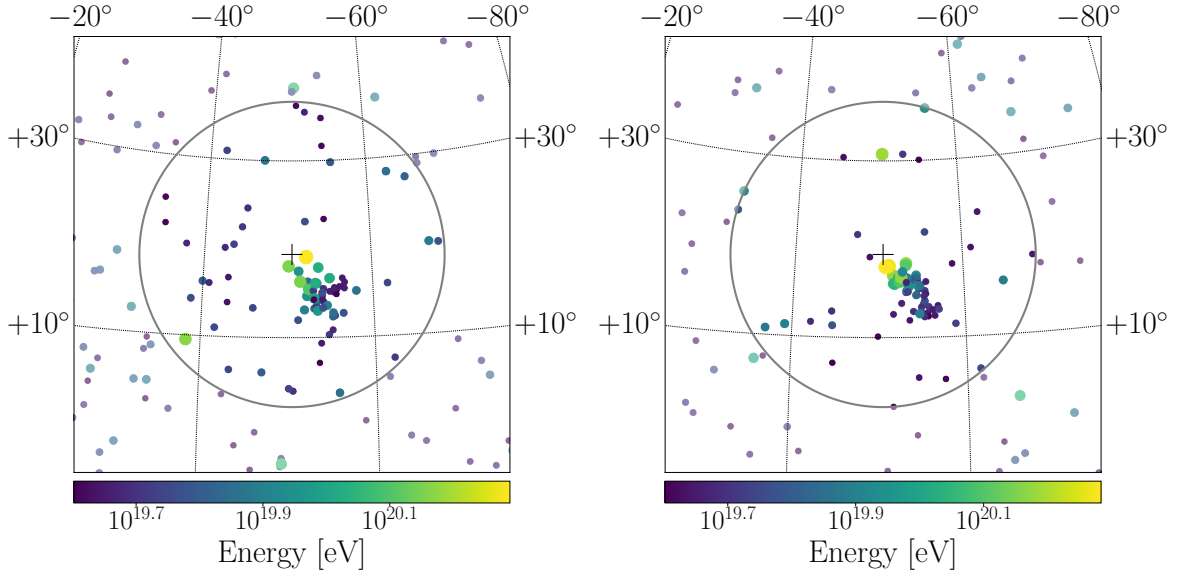 −20° −40° −60° −80° −20° −40° −60° −80°
+30° +30° +30° +30°
+10° +10° +10° +10°
10^19.7 10^19.9 10^20.1 10^19.7 10^19.9 10^20.1
Energy [eV] Energy [eV]